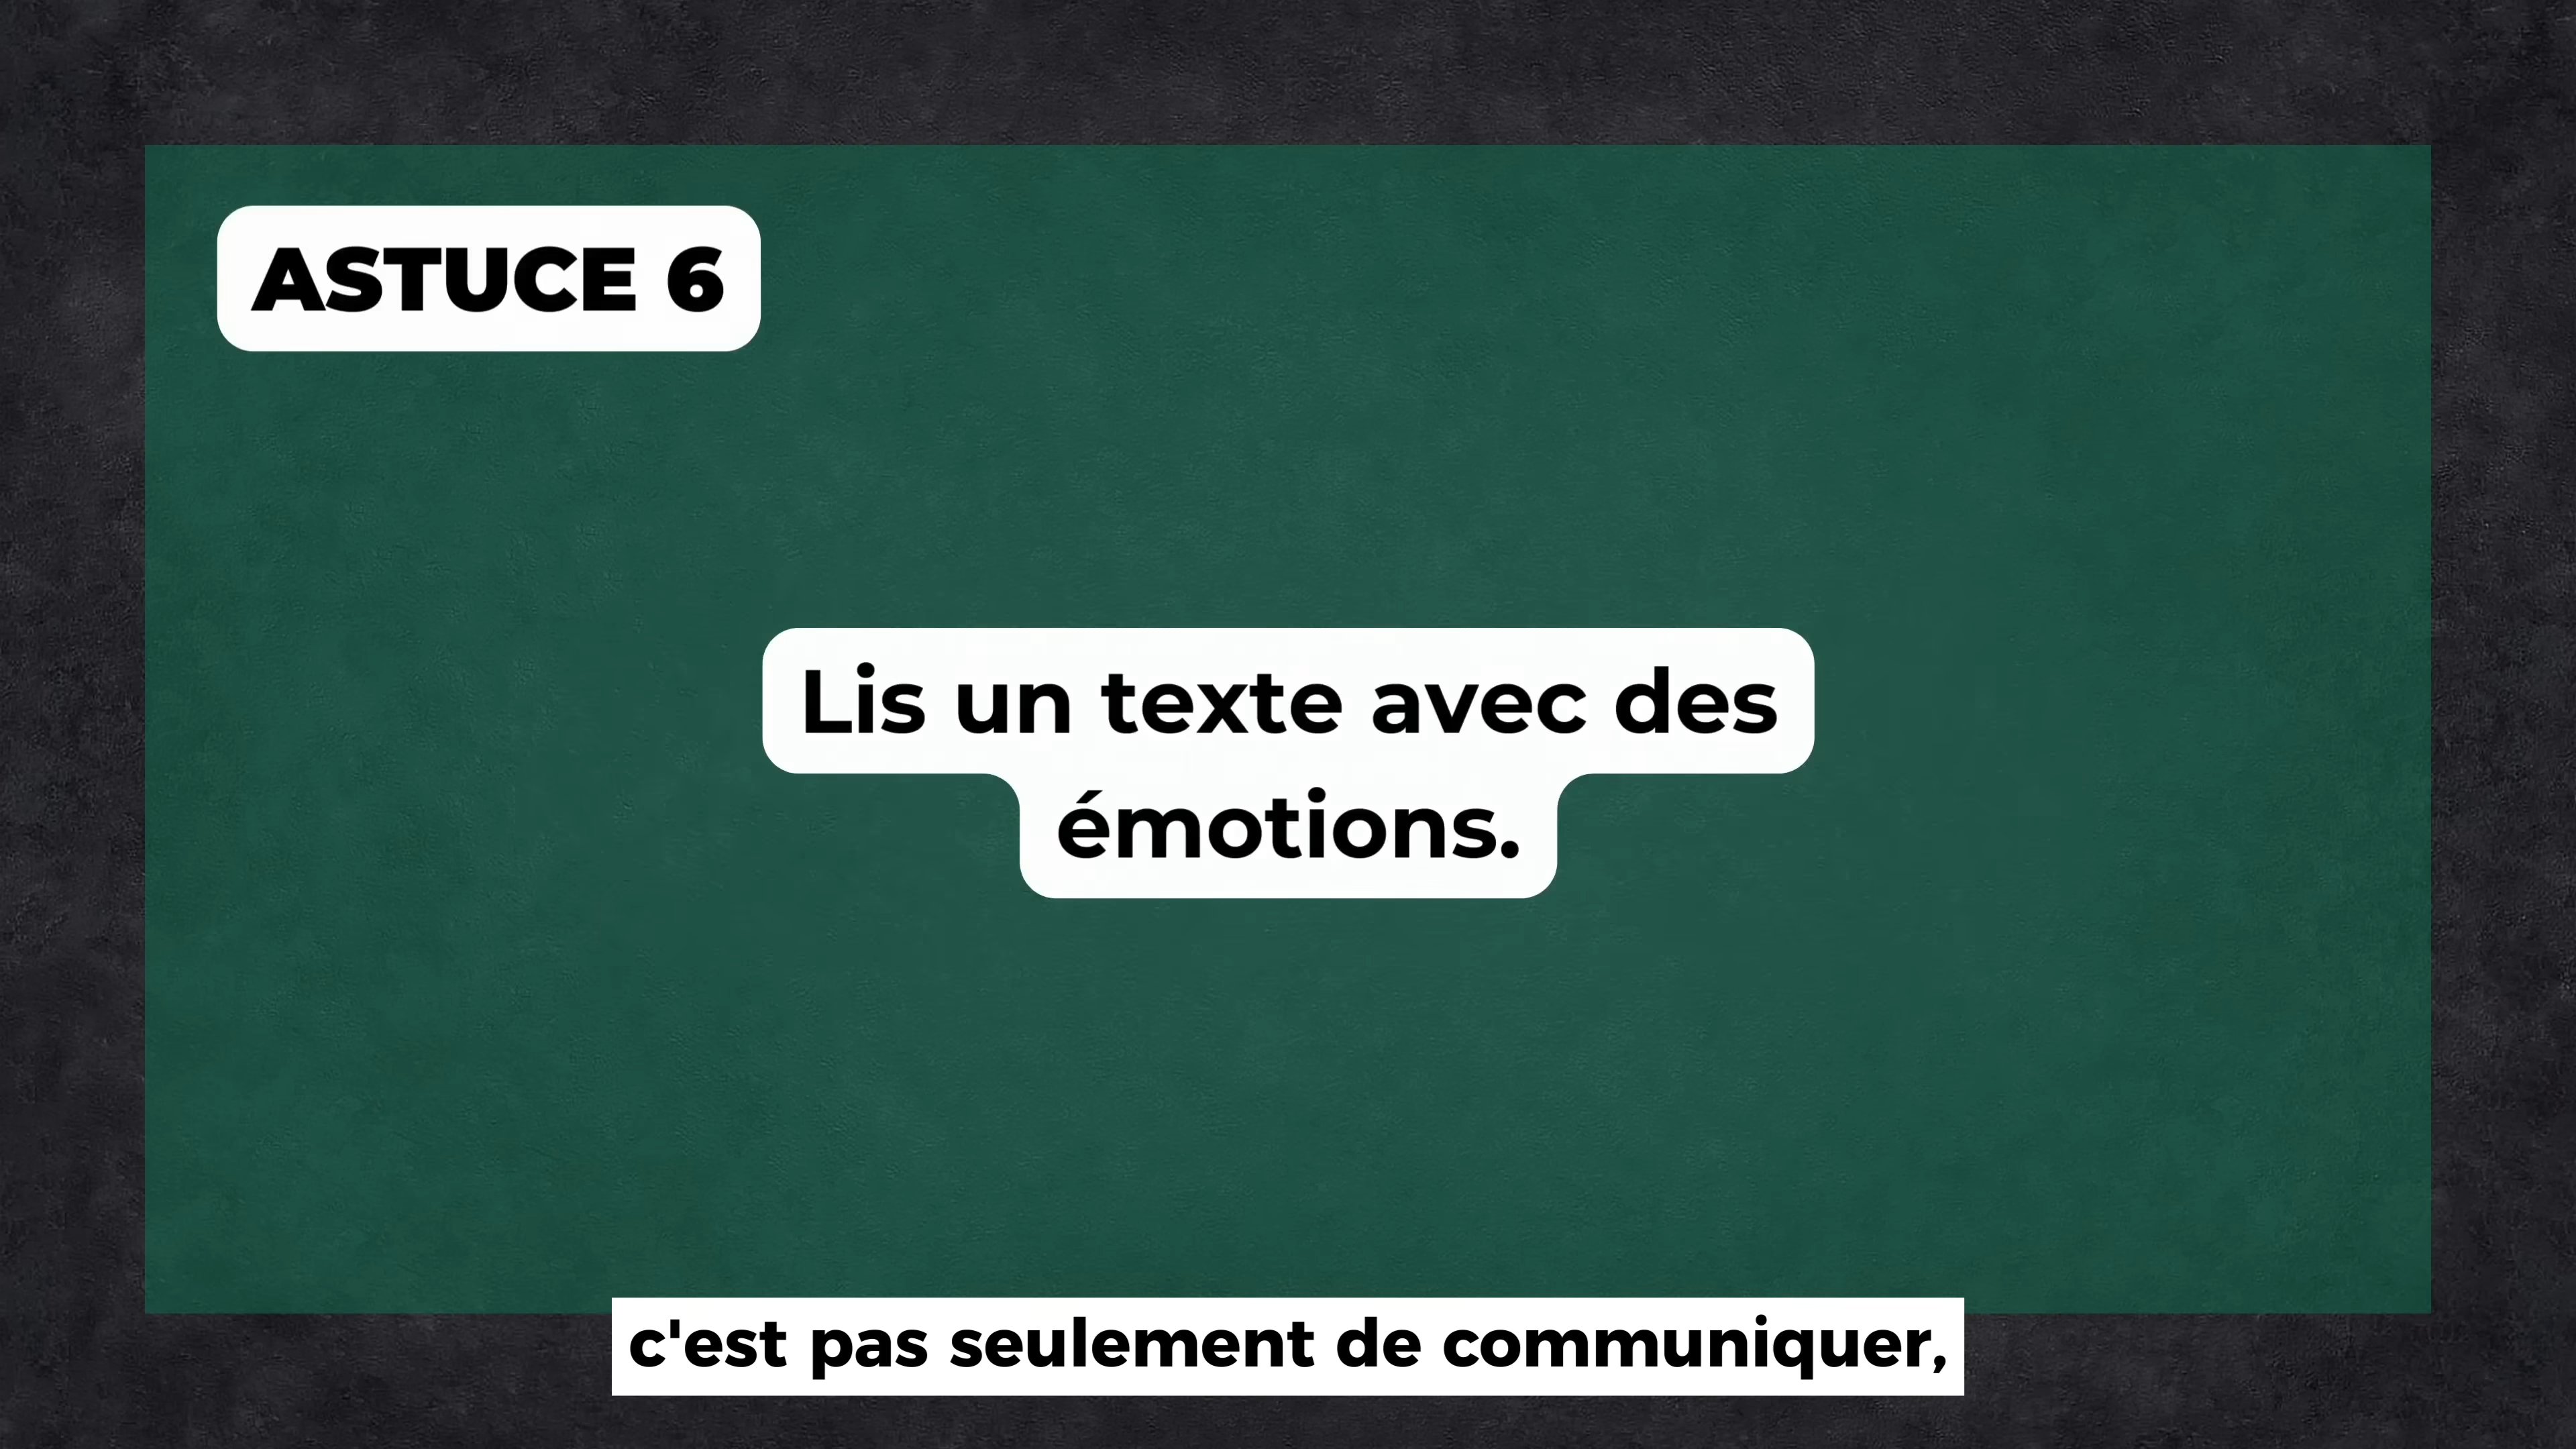 ASTUCE 6
Lis un texte avec des
émotions.
c'est pas seulement de communiquer,